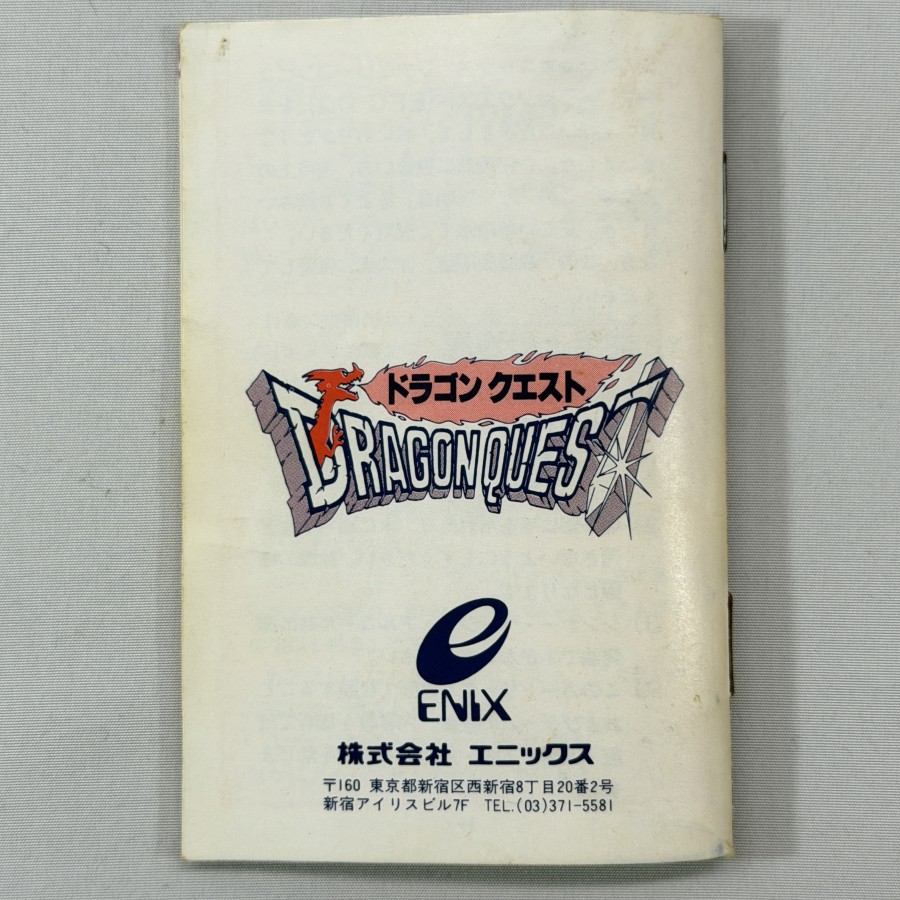 ドラゴン クエスト
DRAGON QUEST
ENIX
株式会社 エニックス
〒160 東京都新宿区西新宿8丁目20番2号
新宿アイリスビル7F TEL.(03)371-5581